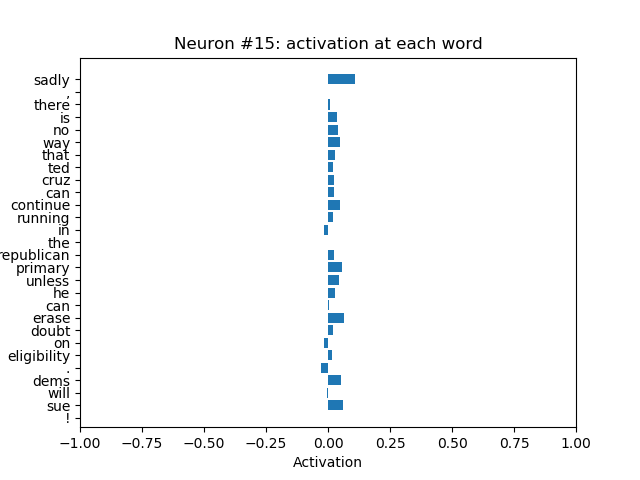 Neuron #15: activation at each word
sadly
,
there
is
no
way
that
ted
cruz
can
continue
running
in
the
republican
primary
unless
he
can
erase
doubt
on
eligibility
.
dems
will
sue
!
−1.00 −0.75 −0.50 −0.25 0.00 0.25 0.50 0.75 1.00
Activation